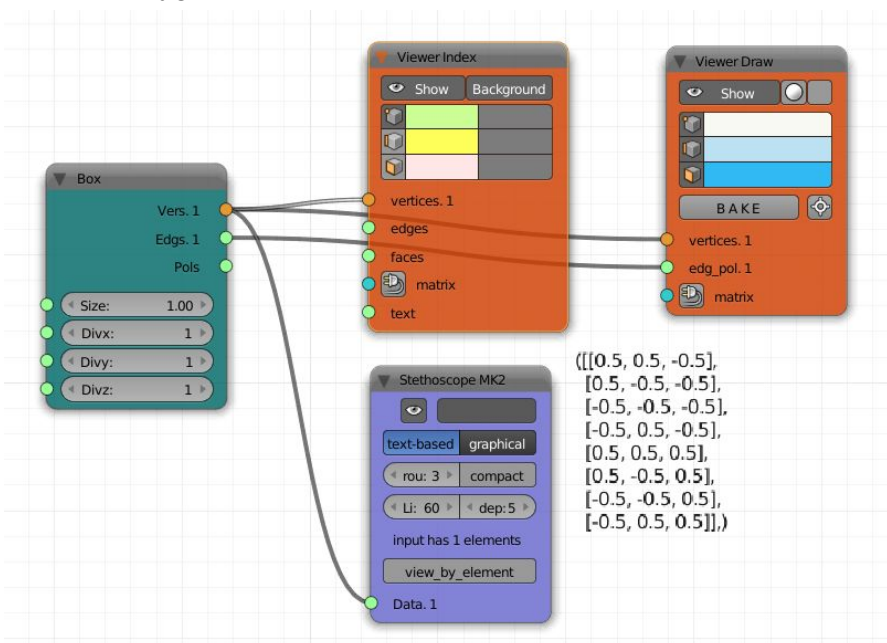 Box
Vers. 1
Edgs. 1
Pols
Size: 1.00
Divx: 1
Divy: 1
Divz: 1
Viewer Index
Show Background
vertices. 1
edges
faces
matrix
text
Viewer Draw
Show
BAKE
vertices. 1
edg_pol. 1
matrix
Stethoscope MK2
text-based graphical
rou: 3 compact
Li: 60 dep: 5
input has 1 elements
view_by_element
Data. 1
([[0.5, 0.5, -0.5],
[0.5, -0.5, -0.5],
[-0.5, -0.5, -0.5],
[-0.5, 0.5, -0.5],
[0.5, 0.5, 0.5],
[0.5, -0.5, 0.5],
[-0.5, -0.5, 0.5],
[-0.5, 0.5, 0.5]],)